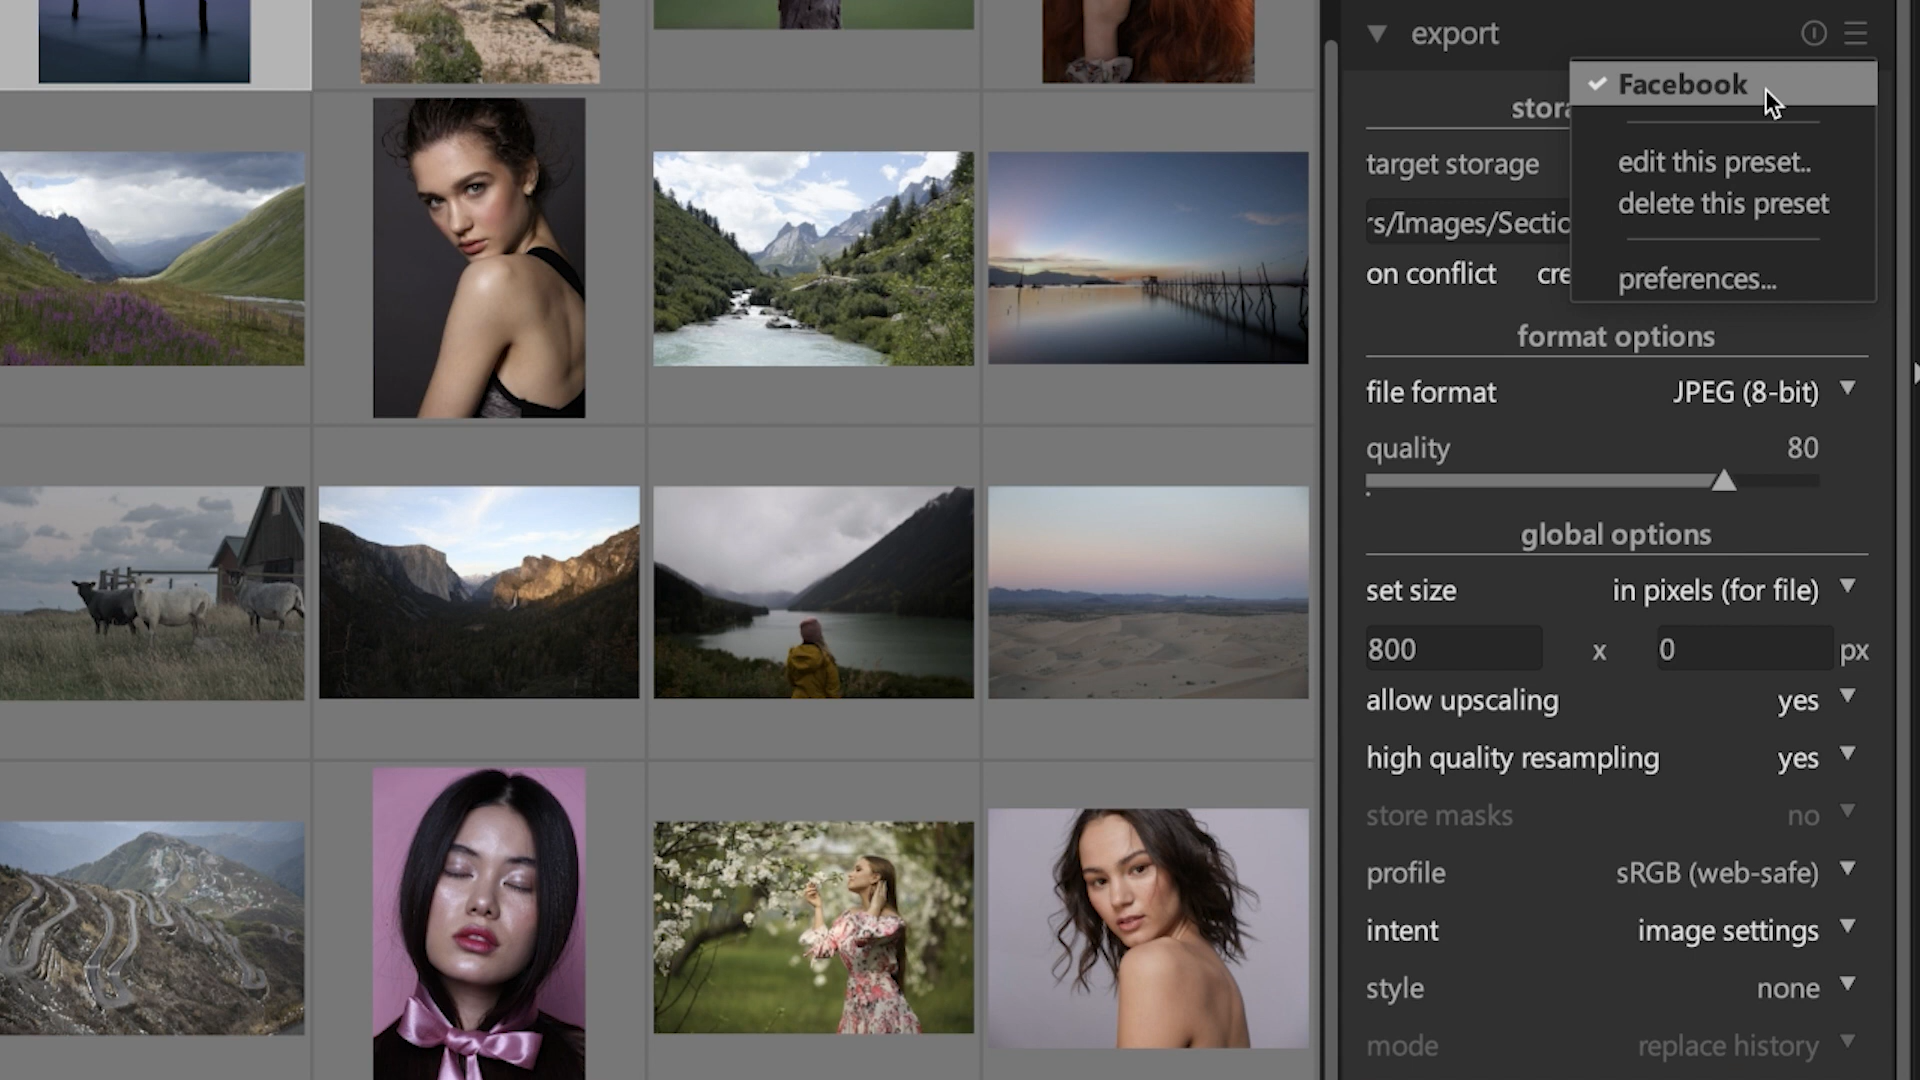 export
Facebook
stora
target storage
edit this preset..
delete this preset
rs/Images/Sectio
on conflict cre
preferences...
format options
file format JPEG (8-bit)
quality 80
global options
set size in pixels (for file)
800 x 0 px
allow upscaling yes
high quality resampling yes
store masks no
profile sRGB (web-safe)
intent image settings
style none
mode replace history